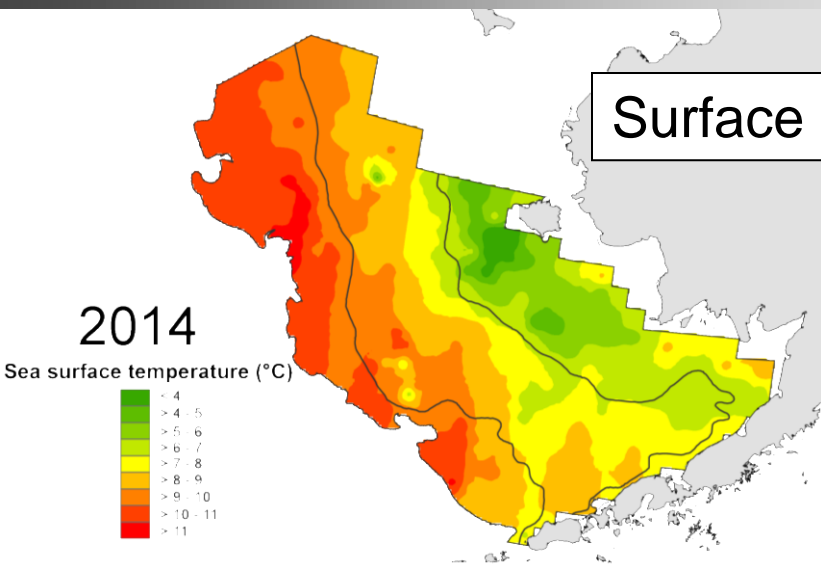 Surface
2014
Sea surface temperature (°C)
< 4
> 4 - 5
> 5 - 6
> 6 - 7
> 7 - 8
> 8 - 9
> 9 - 10
> 10 - 11
> 11